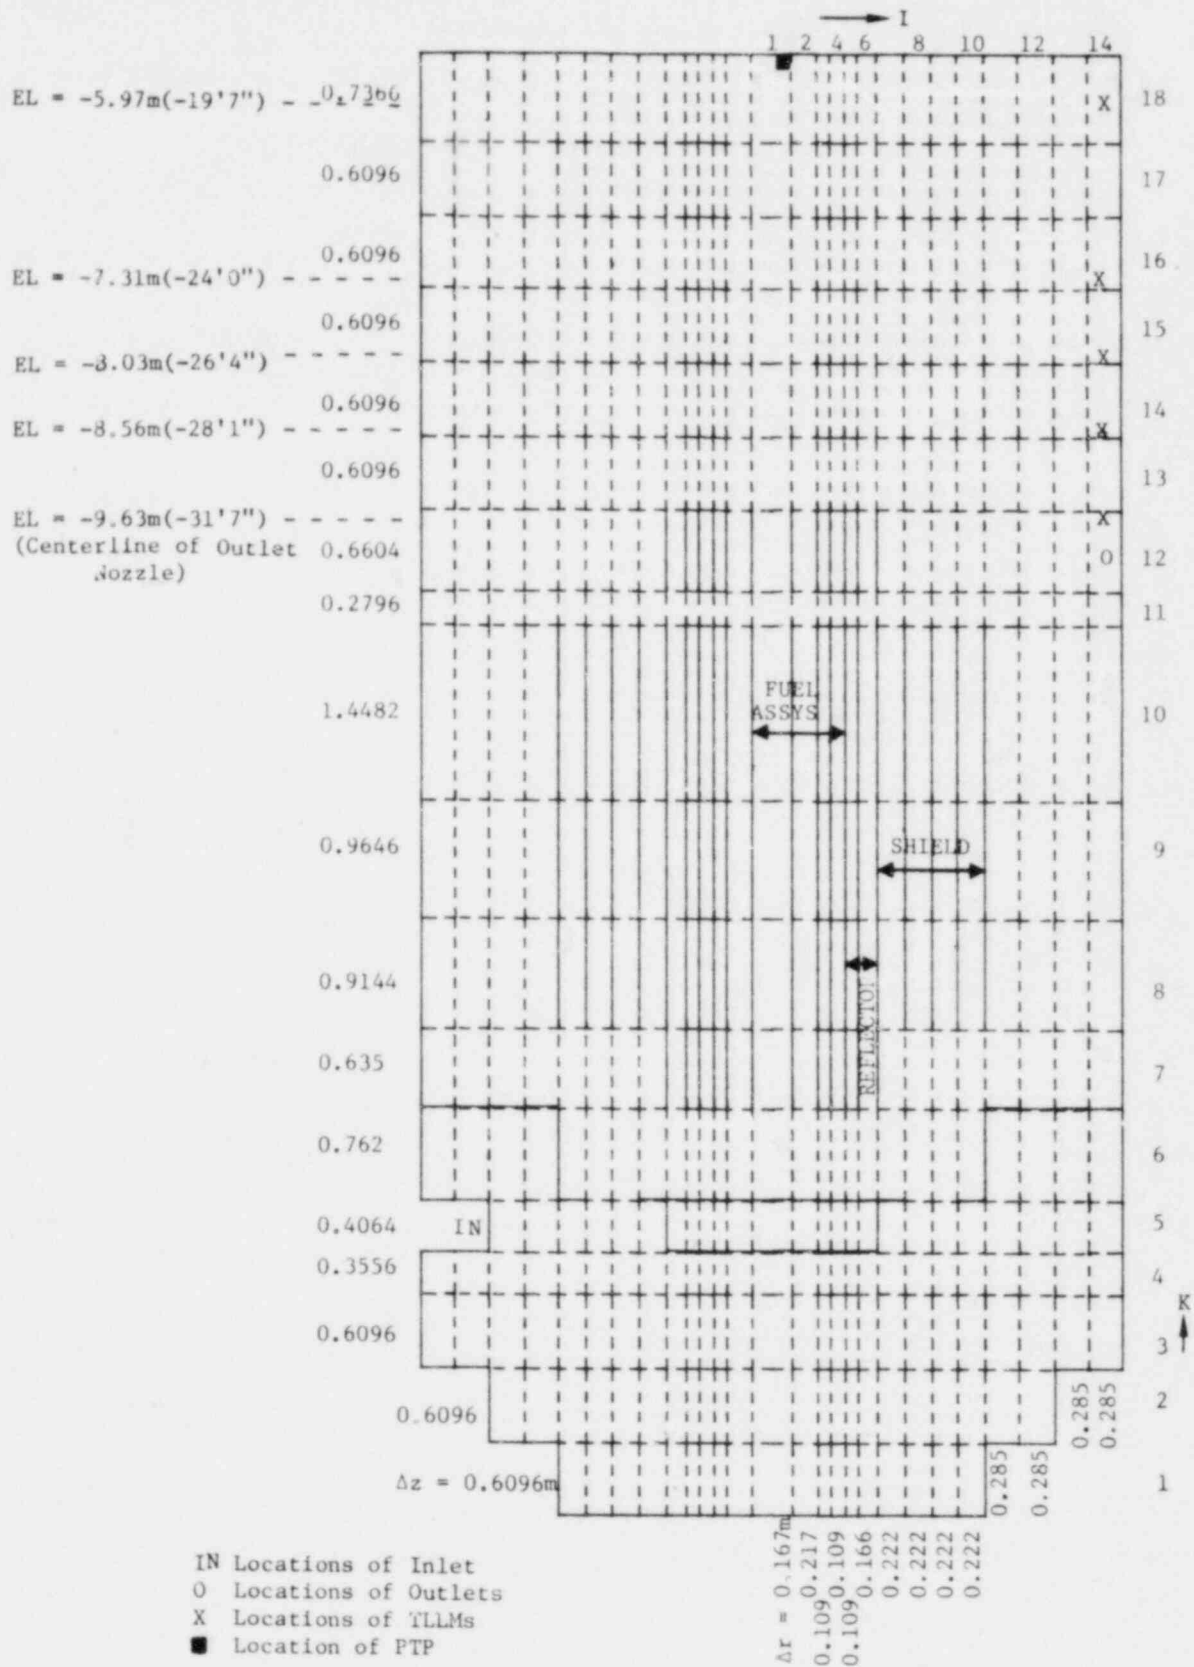 I
1 2 4 6 8 10 12 14
EL = -5.97m(-19'7") 0.7366 18
0.6096 17
0.6096 16
EL = -7.31m(-24'0")
0.6096 15
EL = -8.03m(-26'4")
0.6096 14
EL = -8.56m(-28'1")
0.6096 13
EL = -9.63m(-31'7")
(Centerline of Outlet 0.6604 O 12
Nozzle)
0.2796 11
FUEL
ASSYS
1.4482 10
0.9646 SHIELD 9
0.9144 8
REFLECTO
0.635 7
0.762 6
0.4064 IN 5
0.3556 4
K
0.6096 3
0.6096 0.285 0.285 2
Δz = 0.6096m 0.285 0.285 1
Δr = 0.167m
0.217
0.109
0.109
0.109
0.166
0.222
0.222
0.222
0.222
X
X
X
X
X
IN Locations of Inlet
O Locations of Outlets
X Locations of TLLMs
■ Location of PTP